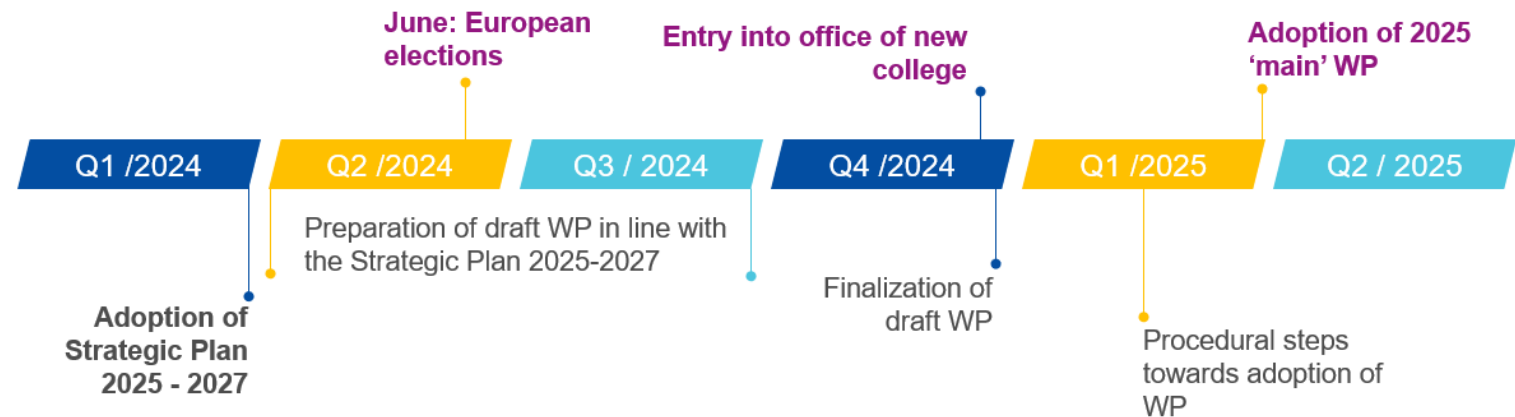 June: European
elections
Entry into office of new
college
Adoption of 2025
‘main’ WP
Q1 /2024
Q2 /2024
Q3 / 2024
Q4 /2024
Q1 /2025
Q2 / 2025
Preparation of draft WP in line with
the Strategic Plan 2025-2027
Adoption of
Strategic Plan
2025 - 2027
Finalization of
draft WP
Procedural steps
towards adoption of
WP